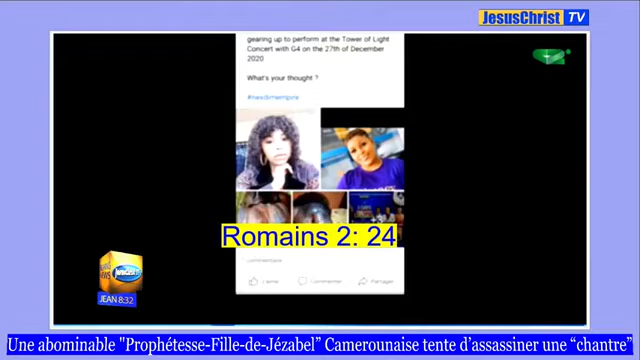 JesusChrist TV
gearing up to perform at the Tower of Light
Concert with G4 on the 27th of December
2020
What's your thought ?
Romains 2: 24
commentaire
J'aime
Commenter
Partager
NEWS
JEAN 8:32
Une abominable "Prophétesse-Fille-de-Jézabel” Camerounaise tente d’assassiner une “chantre”